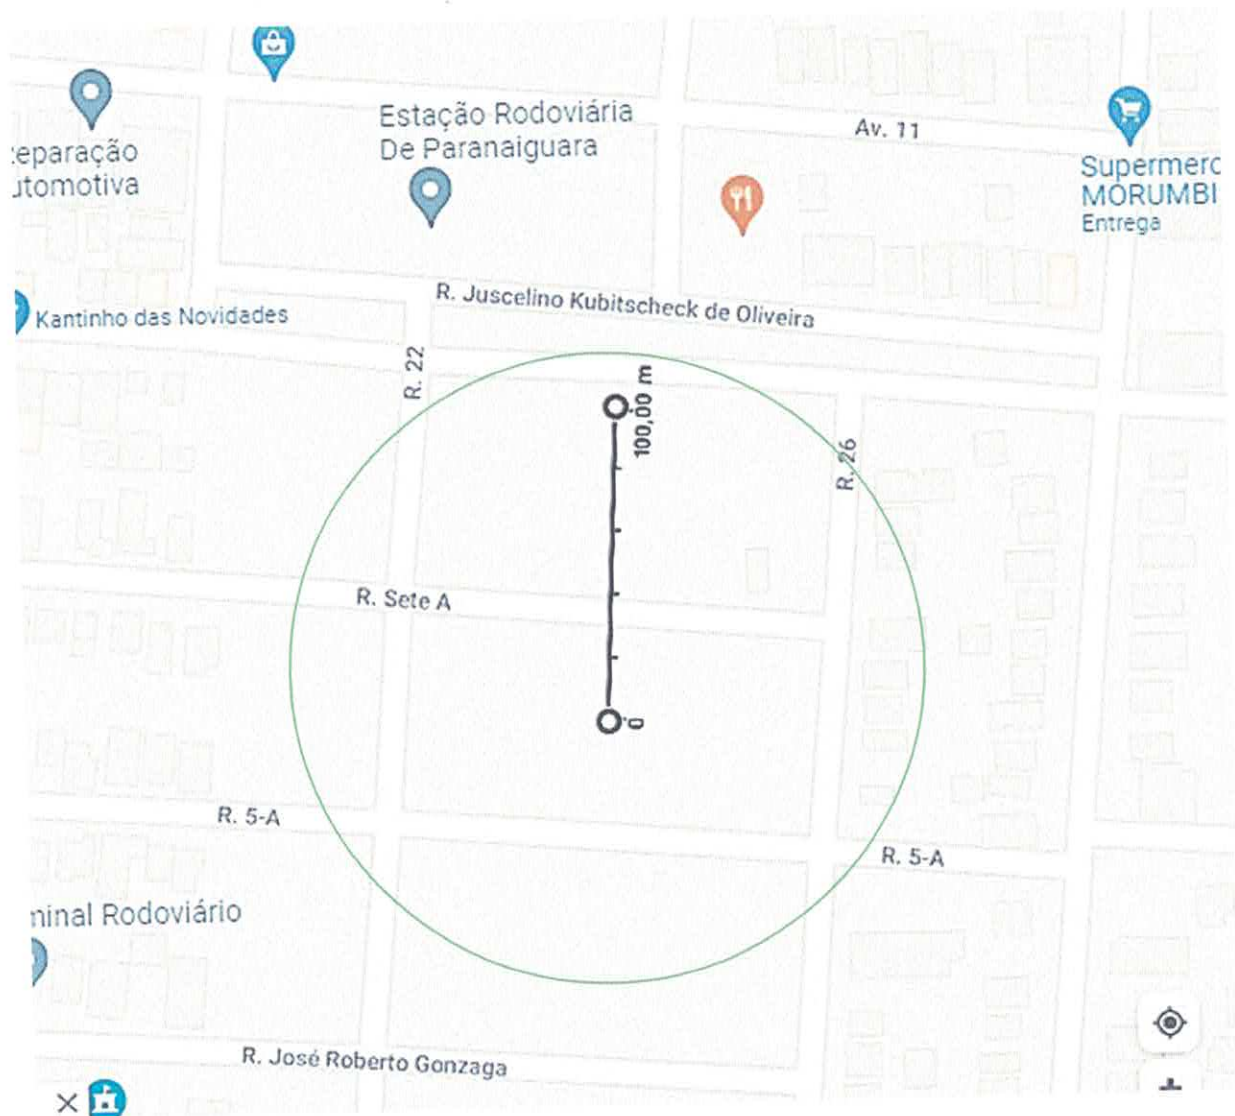 Estação Rodoviária
De Paranaiguara
Av. 11
eparação
utomotiva
Supermerc
MORUMBI
Entrega
R. Juscelino Kubitscheck de Oliveira
Kantinho das Novidades
R. 22
100,00 m
R. 26
R. Sete A
0
R. 5-A
R. 5-A
minal Rodoviário
R. José Roberto Gonzaga